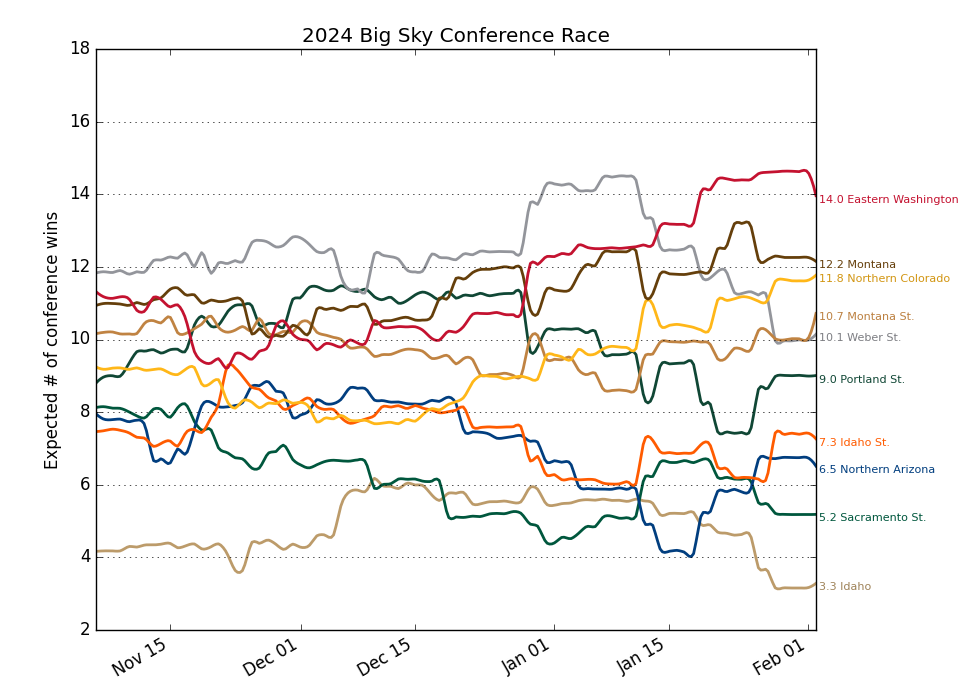 2024 Big Sky Conference Race
Expected # of conference wins
18
16
14
12
10
8
6
4
2
Nov 15
Dec 01
Dec 15
Jan 01
Jan 15
Feb 01
14.0 Eastern Washington
12.2 Montana
11.8 Northern Colorado
10.7 Montana St.
10.1 Weber St.
9.0 Portland St.
7.3 Idaho St.
6.5 Northern Arizona
5.2 Sacramento St.
3.3 Idaho